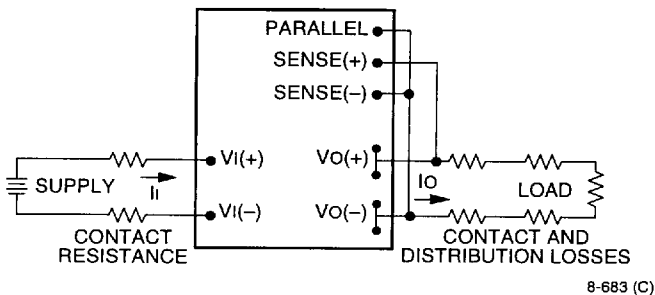 PARALLEL
SENSE(+)
SENSE(–)
VI(+)
VO(+)
SUPPLY
II
IO
LOAD
VI(–)
VO(–)
CONTACT
RESISTANCE
CONTACT AND
DISTRIBUTION LOSSES
8-683 (C)